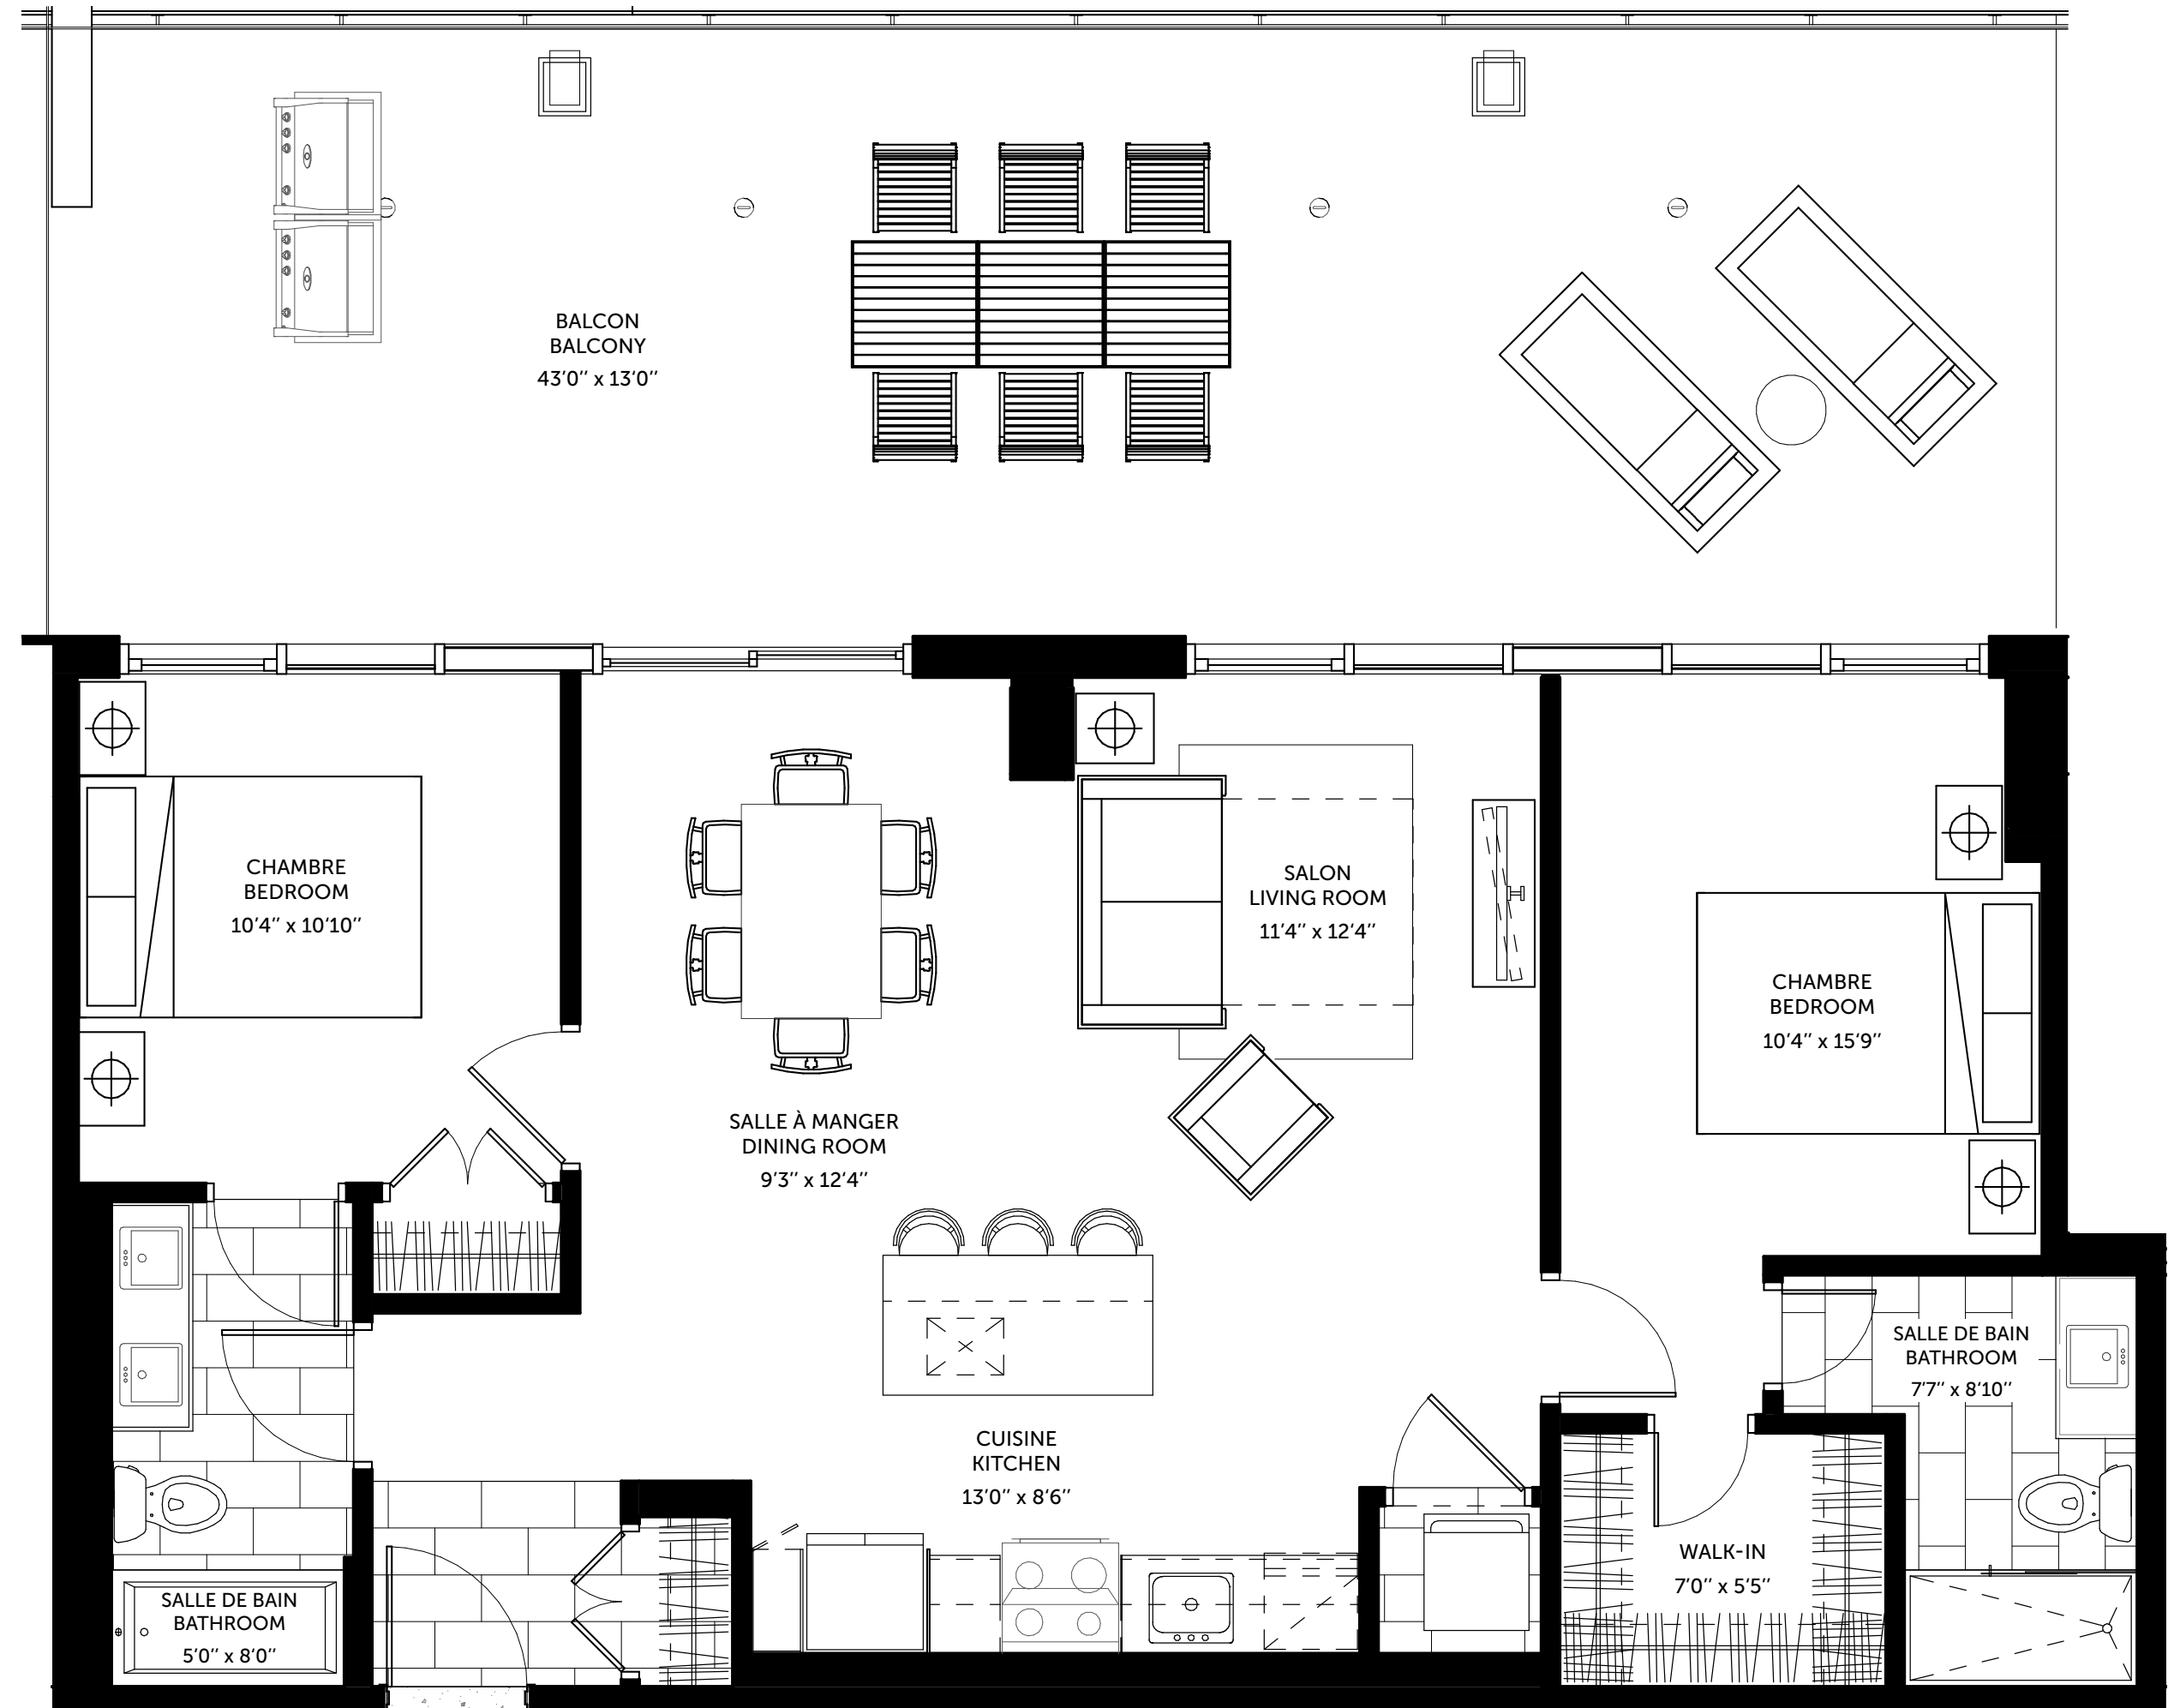 BALCON
BALCONY
43'0'' x 13'0''
CHAMBRE
BEDROOM
10'4'' x 10'10''
SALON
LIVING ROOM
11'4'' x 12'4''
CHAMBRE
BEDROOM
10'4'' x 15'9''
SALLE À MANGER
DINING ROOM
9'3'' x 12'4''
SALLE DE BAIN
BATHROOM
7'7'' x 8'10''
CUISINE
KITCHEN
13'0'' x 8'6''
WALK-IN
7'0'' x 5'5''
SALLE DE BAIN
BATHROOM
5'0'' x 8'0''